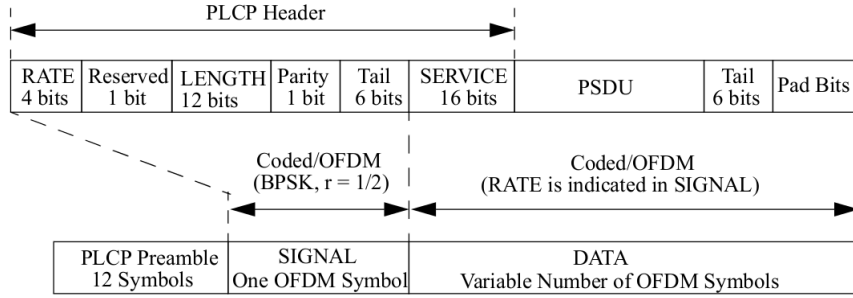 PLCP Header
RATE
4 bits
Reserved
1 bit
LENGTH
12 bits
Parity
1 bit
Tail
6 bits
SERVICE
16 bits
PSDU
Tail
6 bits
Pad Bits
Coded/OFDM
(BPSK, r = 1/2)
Coded/OFDM
(RATE is indicated in SIGNAL)
PLCP Preamble
12 Symbols
SIGNAL
One OFDM Symbol
DATA
Variable Number of OFDM Symbols